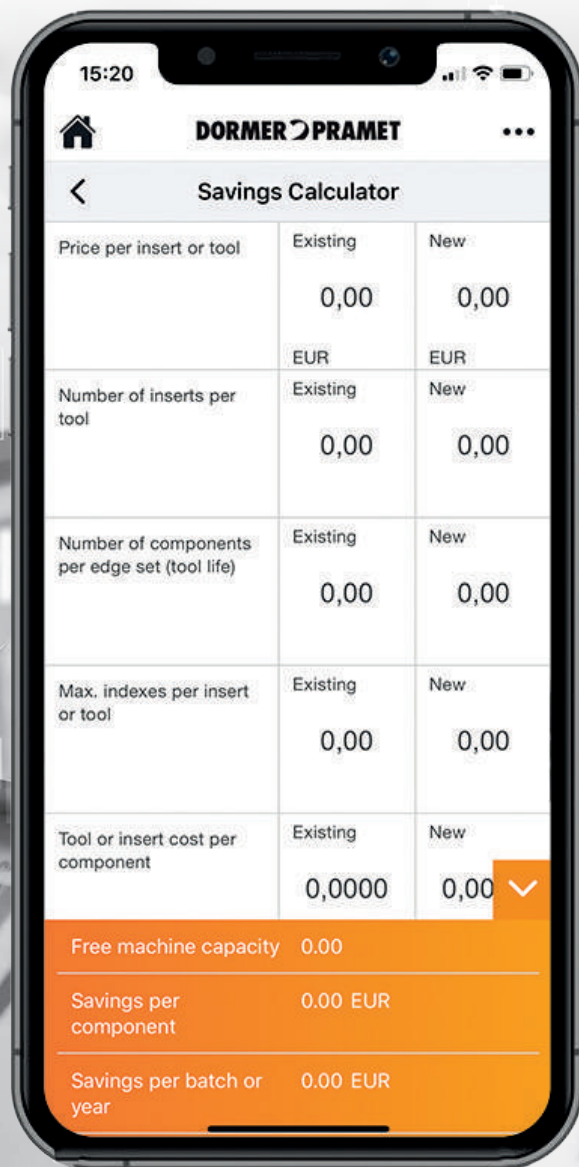 15:20
DORMER PRAMET
Savings Calculator
Price per insert or tool
Existing
New
0,00
0,00
EUR
EUR
Number of inserts per
tool
Existing
New
0,00
0,00
Number of components
per edge set (tool life)
Existing
New
0,00
0,00
Max. indexes per insert
or tool
Existing
New
0,00
0,00
Tool or insert cost per
component
Existing
New
0,0000
0,00
Free machine capacity 0.00
Savings per
component
0.00 EUR
Savings per batch or
year
0.00 EUR